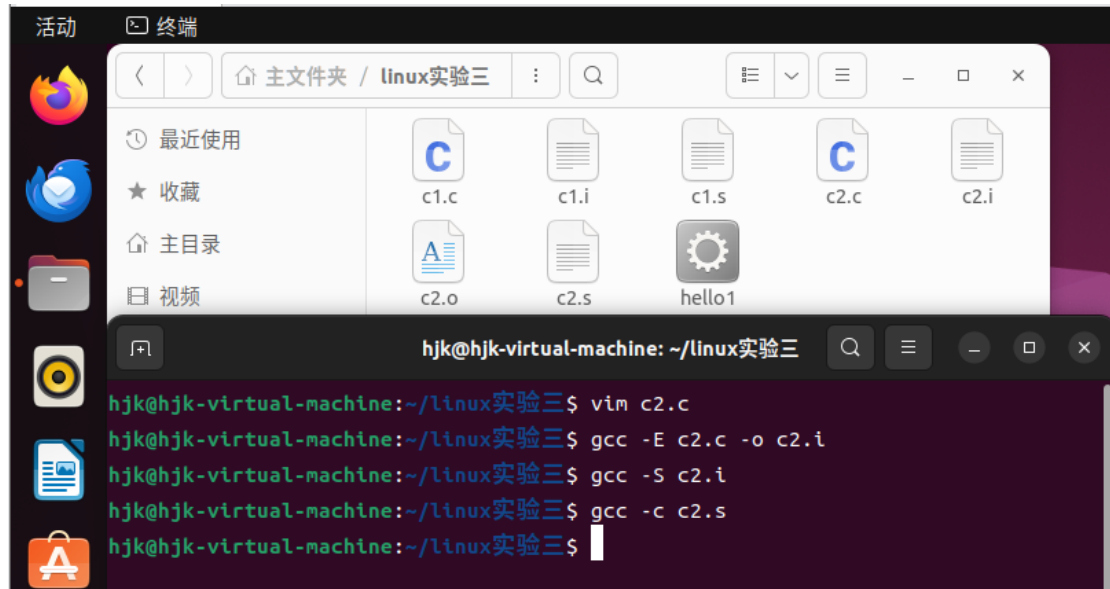 活动 终端
主文件夹 / linux实验三
最近使用
收藏
主目录
视频
c1.c c1.i c1.s c2.c c2.i
c2.o c2.s hello1
hjk@hjk-virtual-machine: ~/linux实验三
hjk@hjk-virtual-machine:~/linux实验三$ vim c2.c
hjk@hjk-virtual-machine:~/linux实验三$ gcc -E c2.c -o c2.i
hjk@hjk-virtual-machine:~/linux实验三$ gcc -S c2.i
hjk@hjk-virtual-machine:~/linux实验三$ gcc -c c2.s
hjk@hjk-virtual-machine:~/linux实验三$